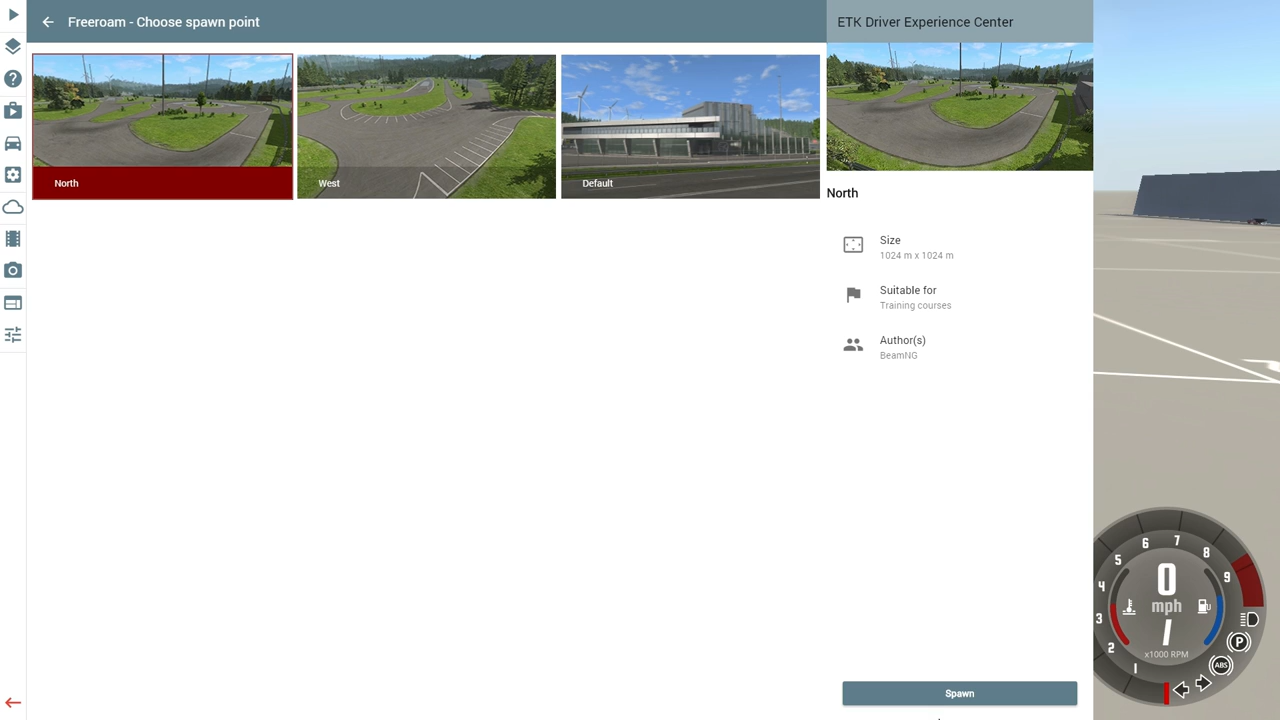 Freeroam - Choose spawn point
ETK Driver Experience Center
North
West
Default
North
Size
1024 m x 1024 m
Suitable for
Training courses
Author(s)
BeamNG
Spawn
1
2
3
4
5
6
7
8
9
0
mph
1
x1000 RPM
P
ABS